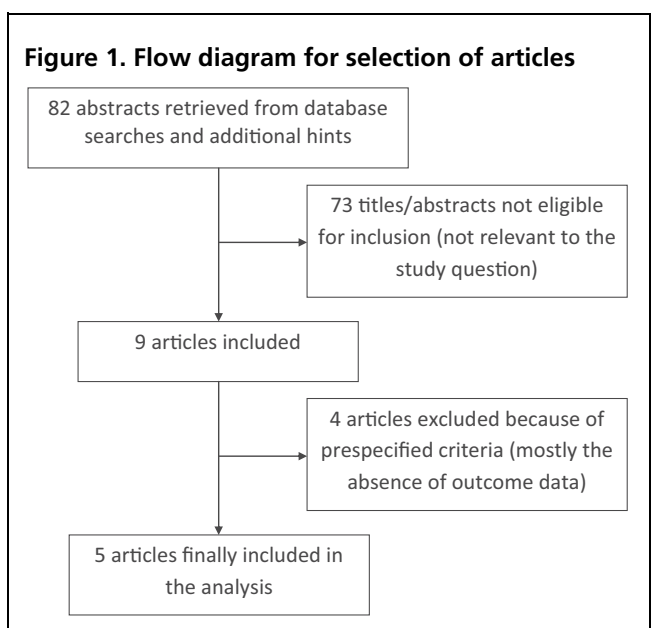 Figure 1. Flow diagram for selection of articles
82 abstracts retrieved from database
searches and additional hints
73 titles/abstracts not eligible
for inclusion (not relevant to the
study question)
9 articles included
4 articles excluded because of
prespecified criteria (mostly the
absence of outcome data)
5 articles finally included in
the analysis